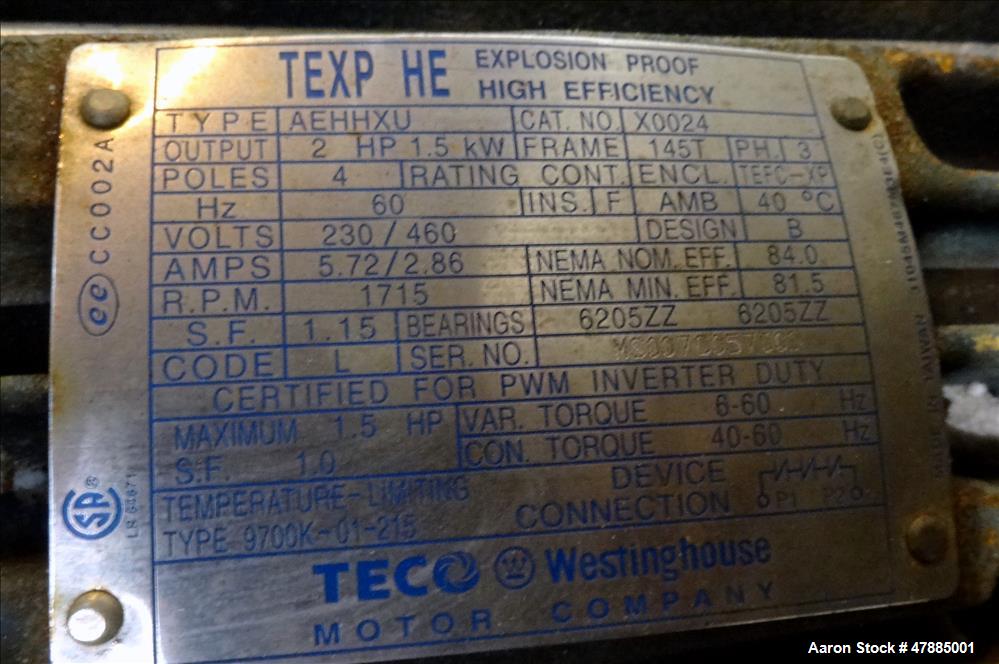 TEXP HE EXPLOSION PROOF
HIGH EFFICIENCY
TYPE AEHHXU CAT. NO. X0024
OUTPUT 2 HP 1.5 kW FRAME 145T PH. 3
POLES 4 RATING CONT. ENCL. TEFC-XP
Hz 60 INS. F AMB 40 °C
VOLTS 230/460 DESIGN B
AMPS 5.72/2.86 NEMA NOM. EFF. 84.0
R.P.M. 1715 NEMA MIN. EFF. 81.5
S.F. 1.15 BEARINGS 6205ZZ 6205ZZ
CODE L SER. NO.
CERTIFIED FOR PWM INVERTER DUTY
MAXIMUM 1.5 HP VAR. TORQUE 6-60 Hz
S.F. 1.0 CON. TORQUE 40-60 Hz
TEMPERATURE-LIMITING DEVICE
TYPE 9700K-01-215 CONNECTION P1 P2
TECO Westinghouse
MOTOR COMPANY
ee CC002A
SA ®
MADE IN TAIWAN
Aaron Stock # 47885001